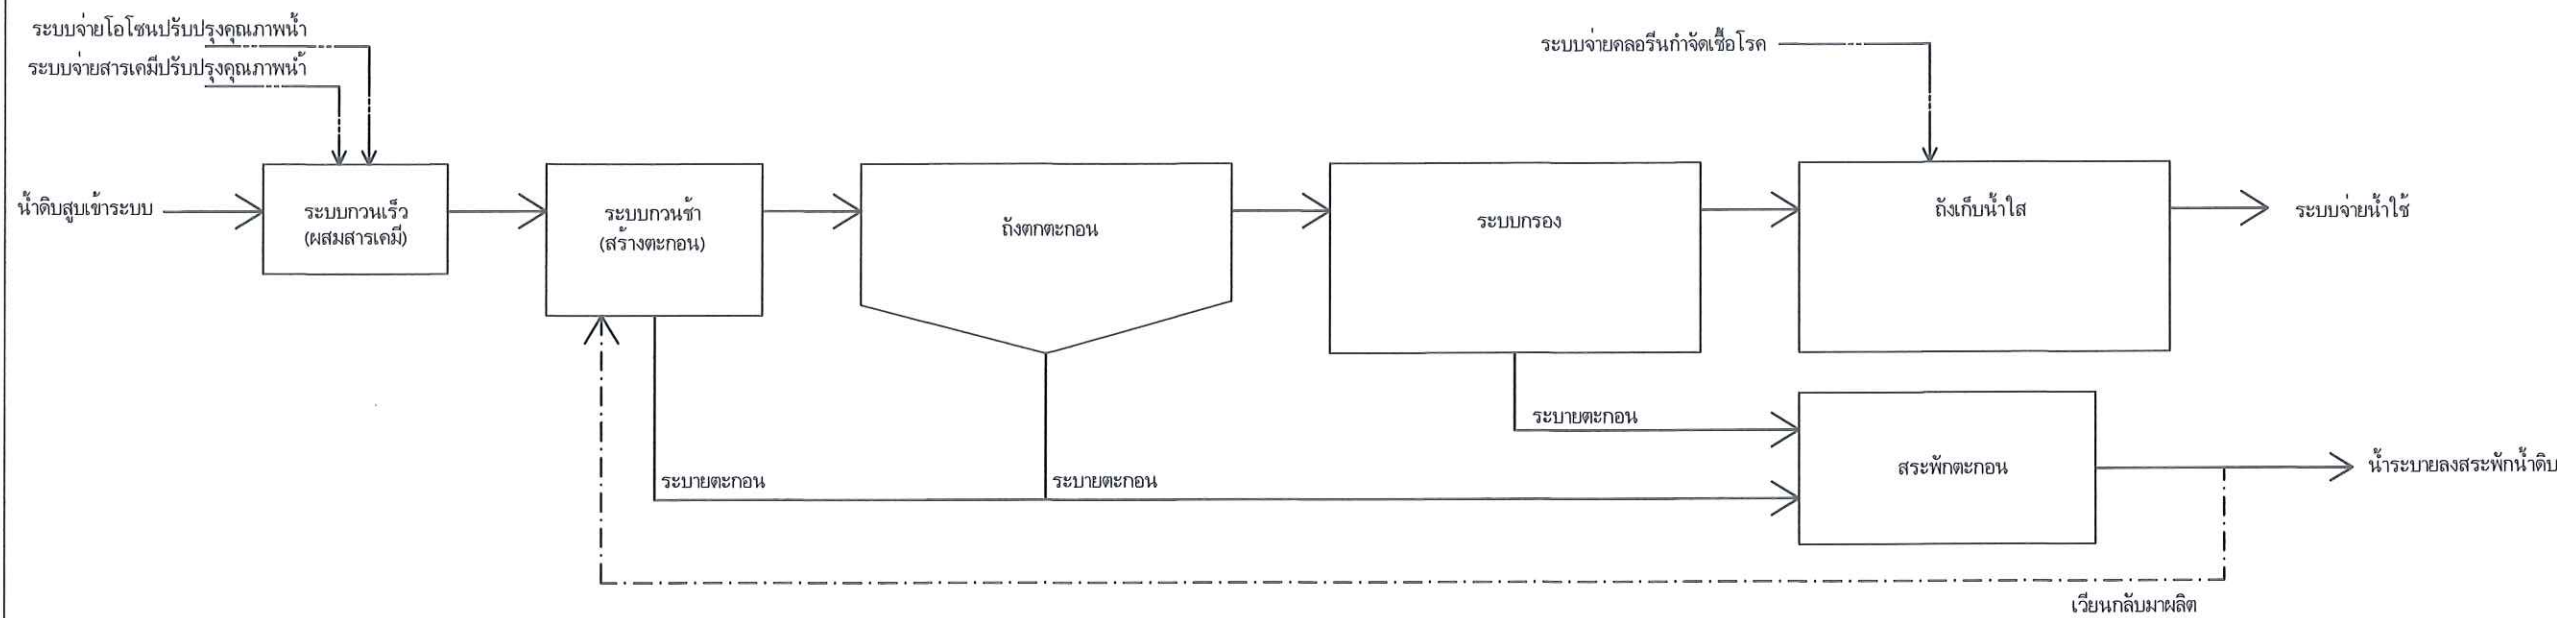 ระบบจ่ายโอโซนปรับปรุงคุณภาพน้ำ
ระบบจ่ายสารเคมีปรับปรุงคุณภาพน้ำ
ระบบจ่ายคลอรีนกำจัดเชื้อโรค
น้ำดิบสูบเข้าระบบ
ระบบกวนเร็ว
(ผสมสารเคมี)
ระบบกวนช้า
(สร้างตะกอน)
ถังตกตะกอน
ระบบกรอง
ถังเก็บน้ำใส
ระบบจ่ายน้ำใช้
ระบายตะกอน
ระบายตะกอน
ระบายตะกอน
สระพักตะกอน
น้ำระบายลงสระพักน้ำดิบ
เวียนกลับมาผลิต